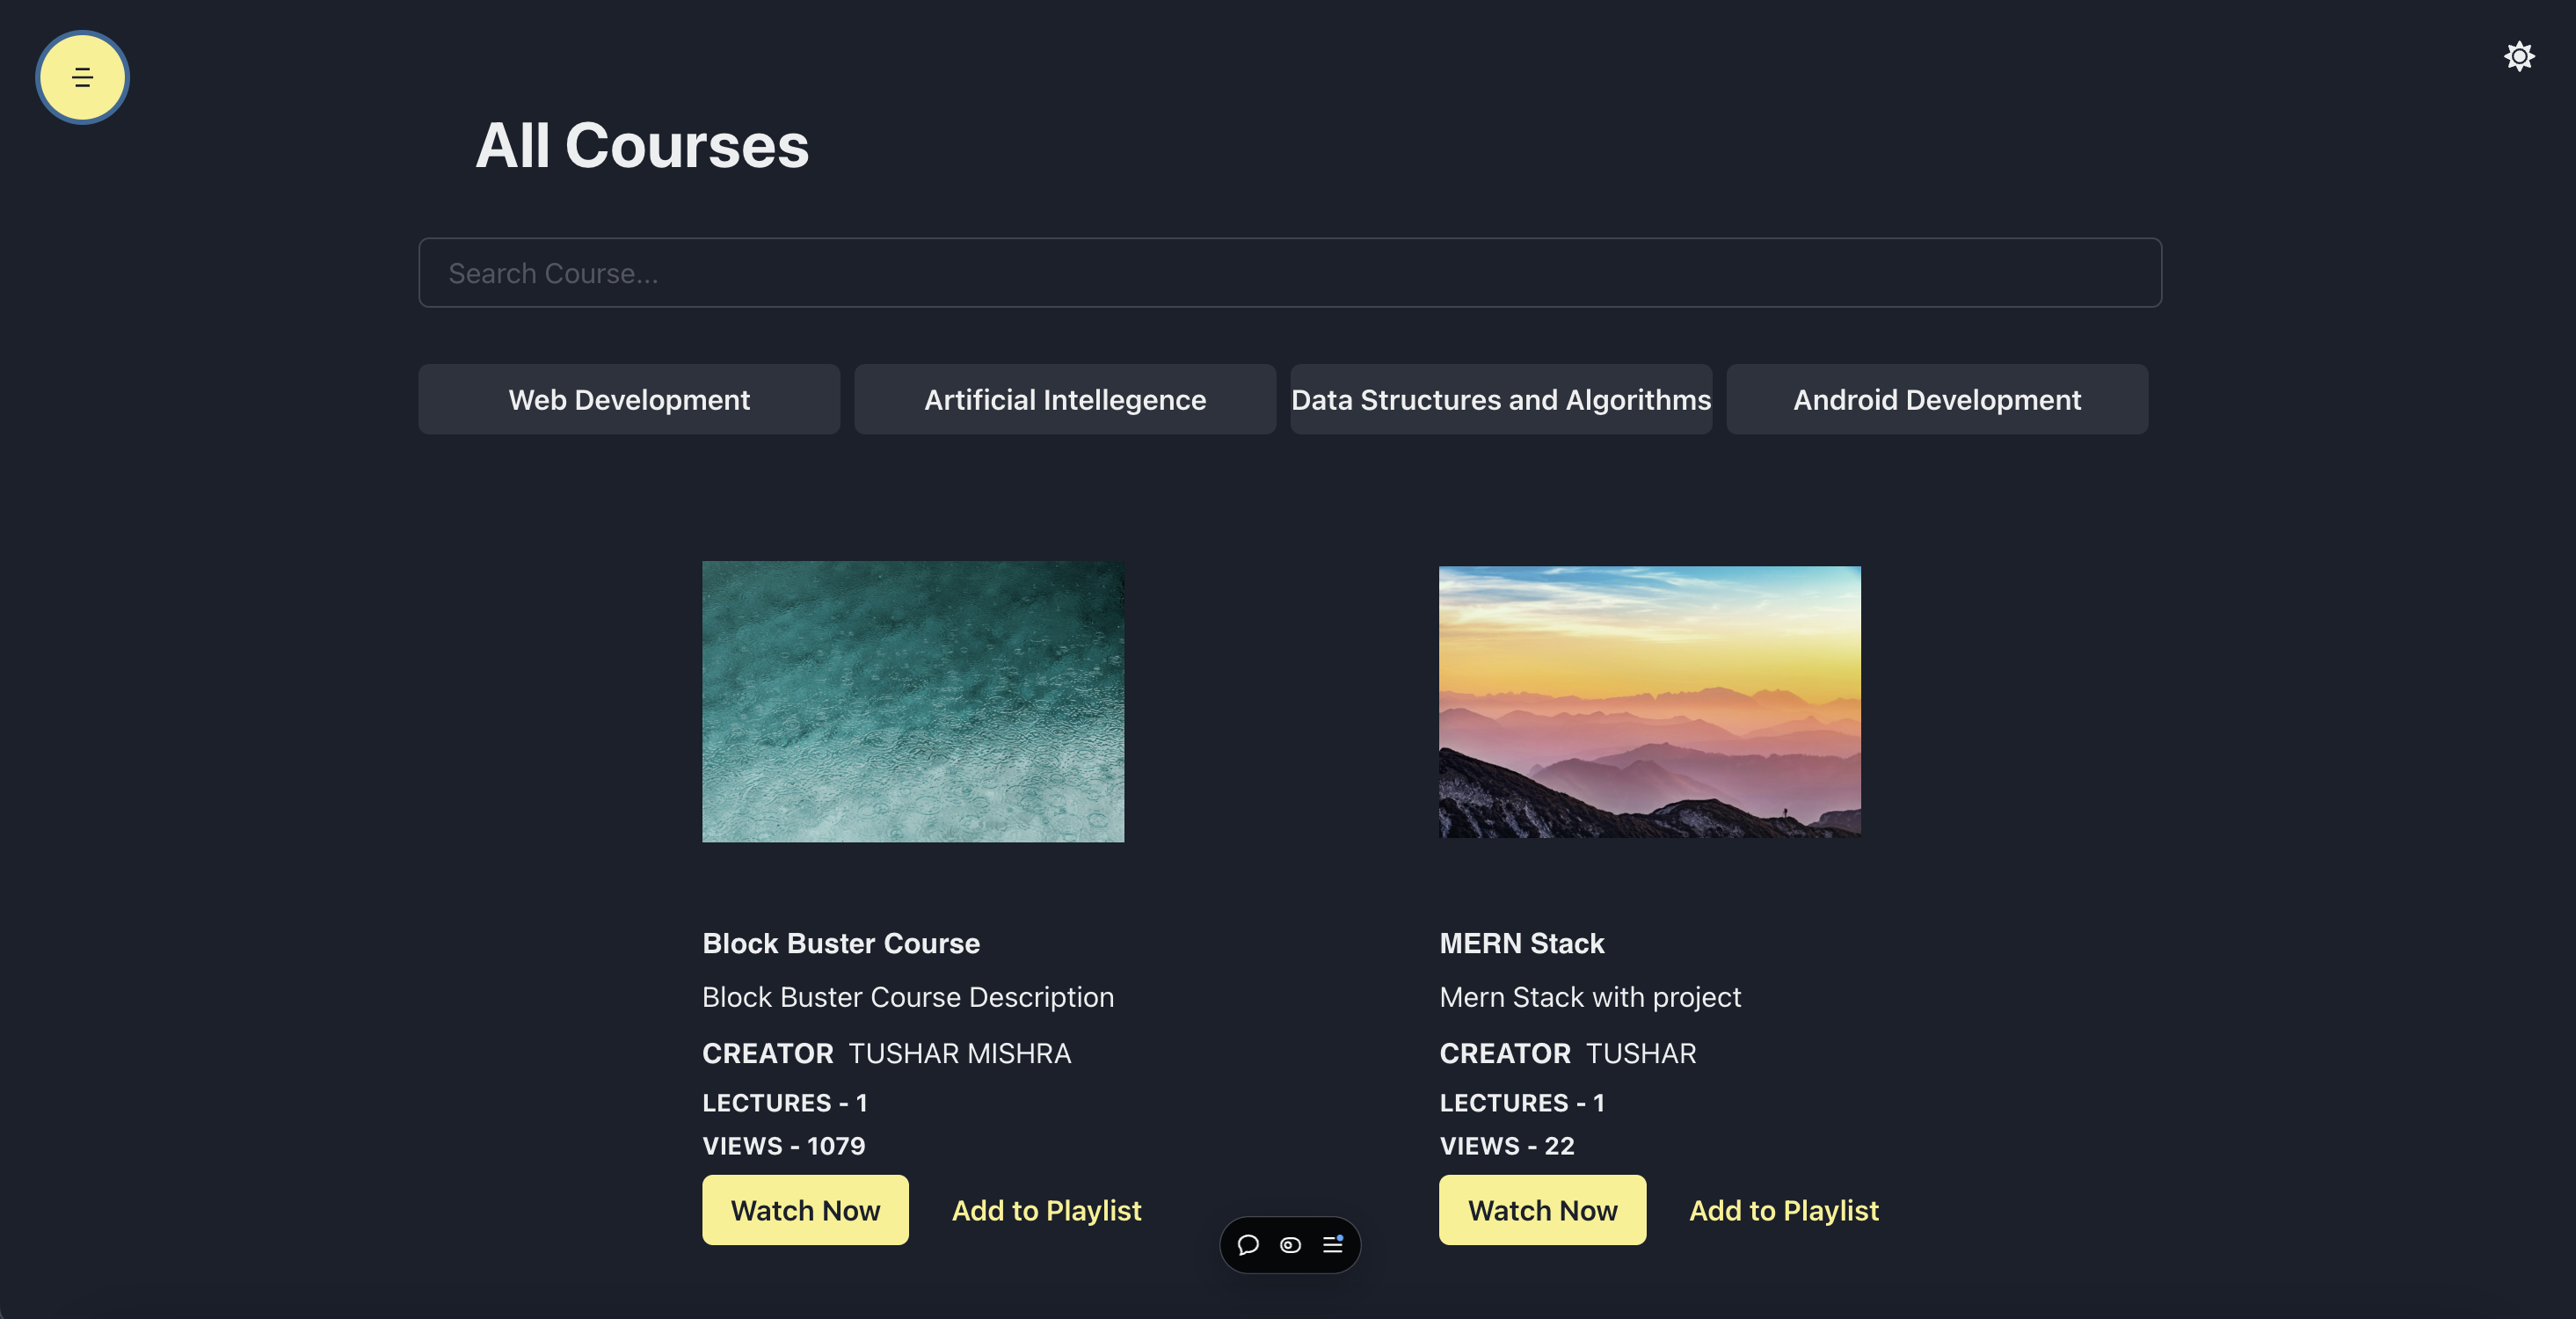 All Courses
Search Course...
Web Development
Artificial Intellegence
Data Structures and Algorithms
Android Development
Block Buster Course
Block Buster Course Description
CREATOR TUSHAR MISHRA
LECTURES - 1
VIEWS - 1079
Watch Now
Add to Playlist
MERN Stack
Mern Stack with project
CREATOR TUSHAR
LECTURES - 1
VIEWS - 22
Watch Now
Add to Playlist